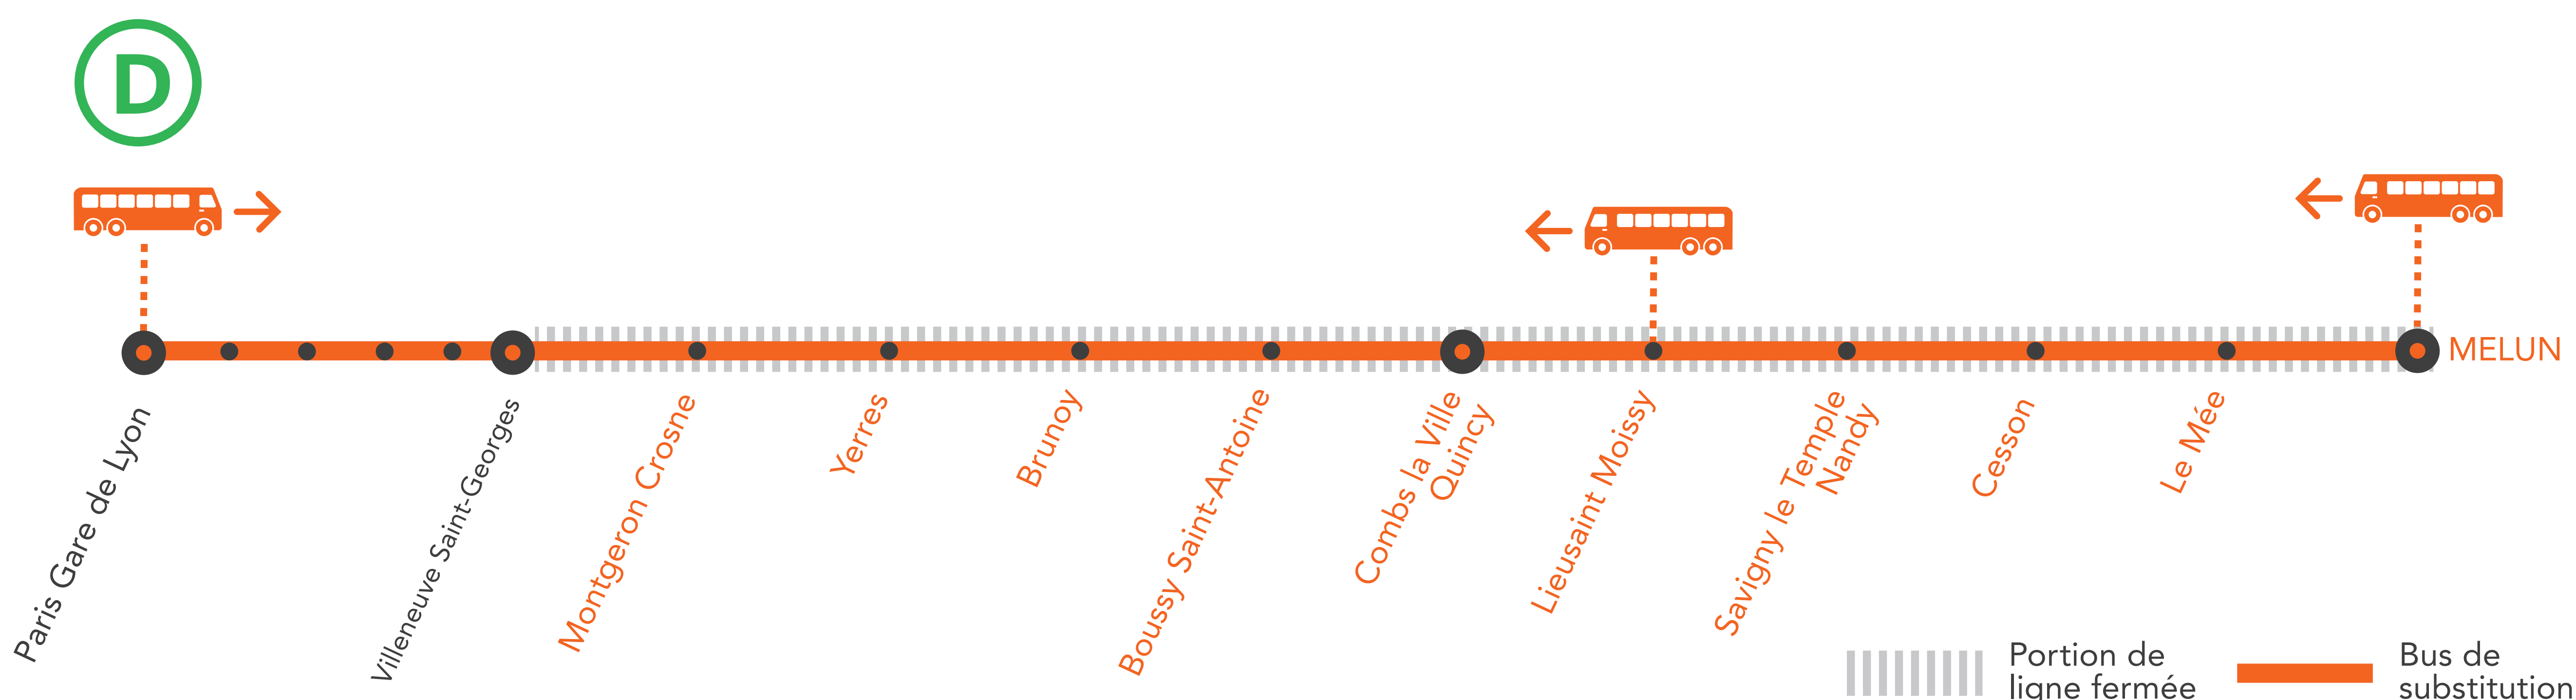 D
Paris Gare de Lyon
Villeneuve Saint-Georges
Montgeron Crosne
Yerres
Brunoy
Boussy Saint-Antoine
Combs la Ville
Quincy
Lieusaint Moissy
Savigny le Temple
Nandy
Cesson
Le Mée
MELUN
Portion de
ligne fermée
Bus de
substitution